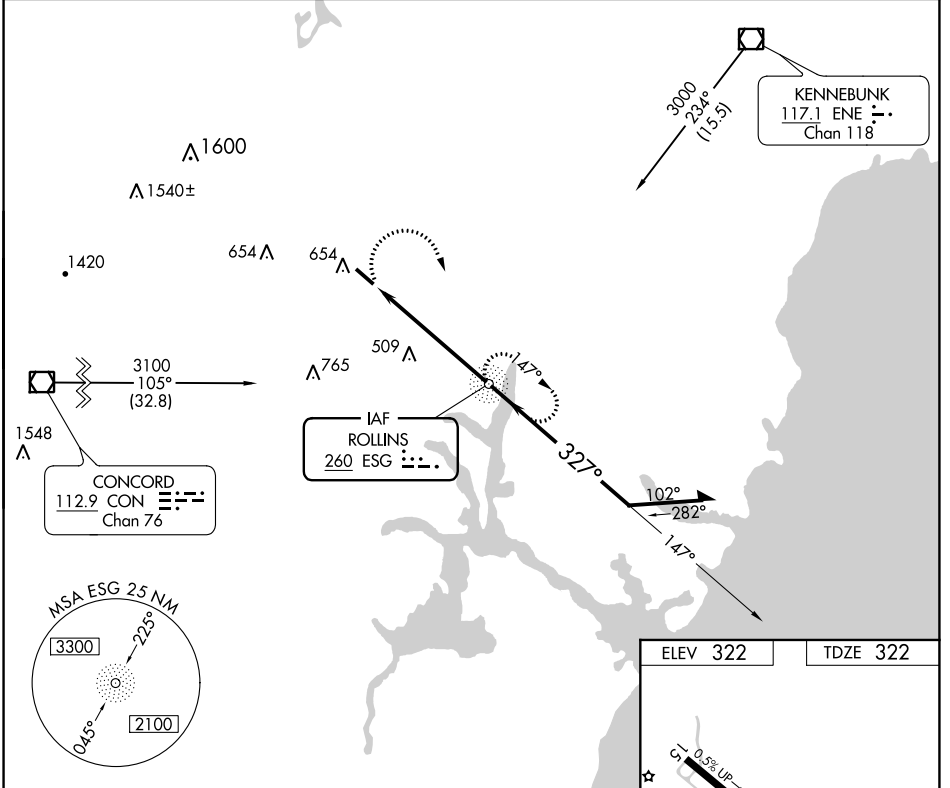 3000
234°
(15.5)
KENNEBUNK
117.1 ENE
Chan 118
1600
1540±
1420
654
654
3100
105°
(32.8)
765
509
147°
IAF
ROLLINS
260 ESG
1548
CONCORD
112.9 CON
Chan 76
327°
102°
282°
147°
MSA ESG 25 NM
3300
225°
045°
2100
ELEV 322
TDZE 322
15
0.5% UP